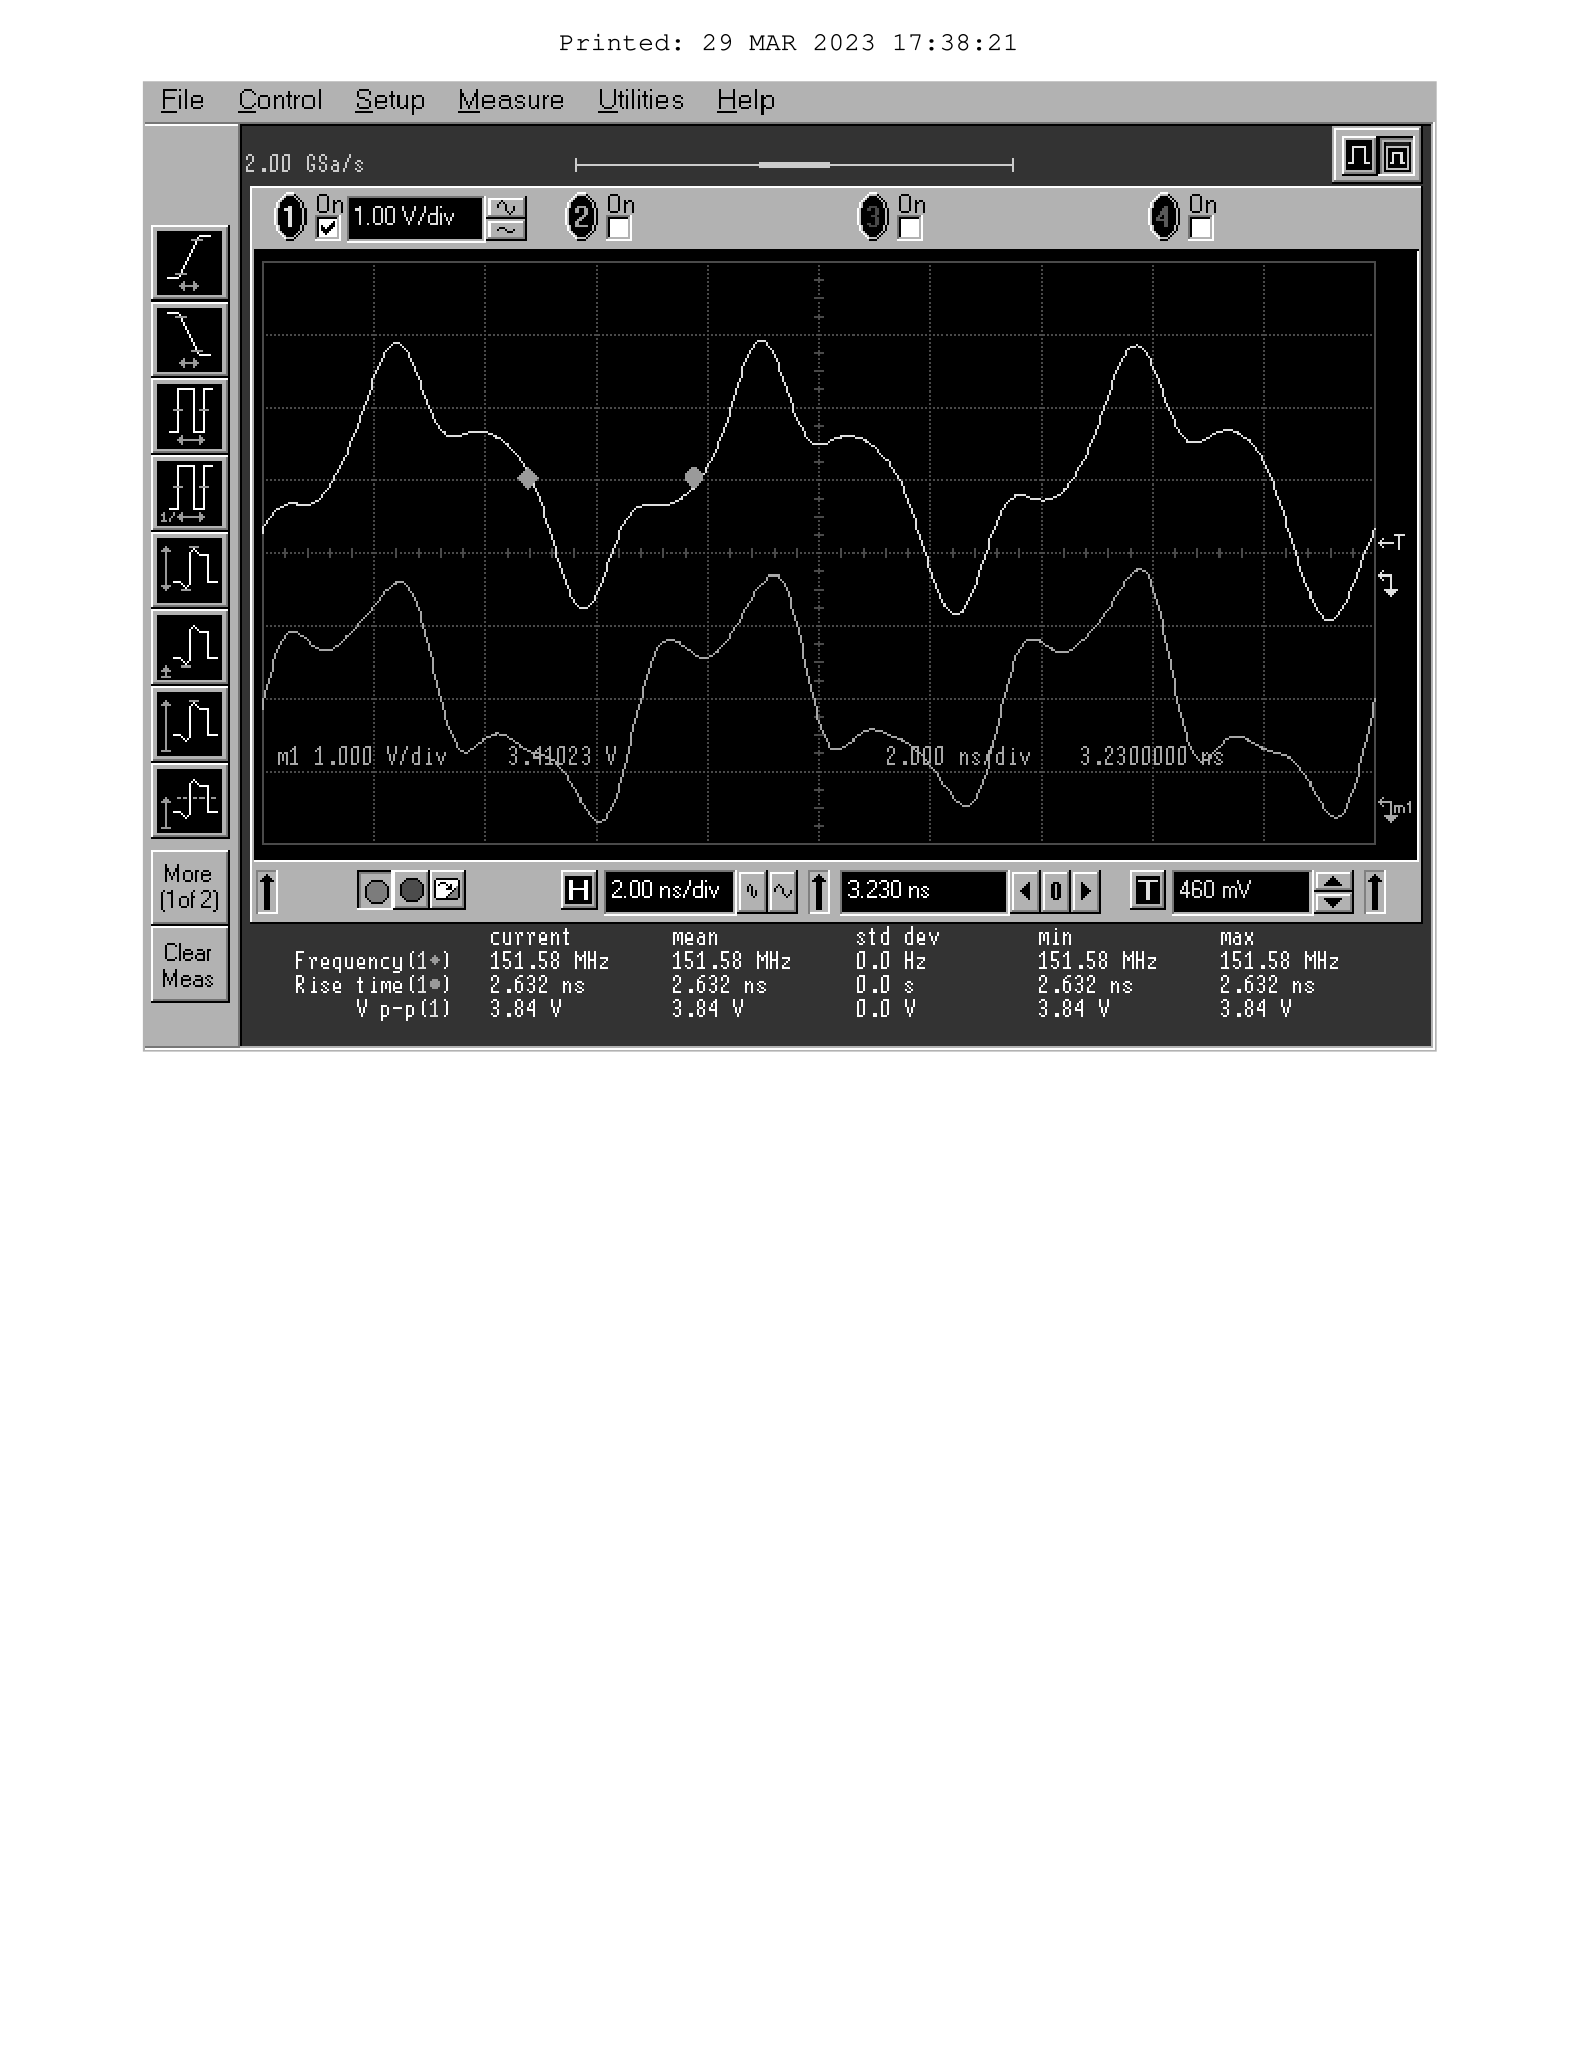 Printed: 29 MAR 2023 17:38:21
File Control Setup Measure Utilities Help
2.00 GSa/s
1 On 1.00 V/div 2 On 3 On 4 On
←T
m1 1.000 V/div 3.41023 V 2.000 ns/div 3.2300000 ns
m1
1/
More
(1of 2)
H 2.00 ns/div 3.230 ns 0 T 460 mV
Clear
Meas
current mean std dev min max
Frequency(1◆) 151.58 MHz 151.58 MHz 0.0 Hz 151.58 MHz 151.58 MHz
Rise time(1●) 2.632 ns 2.632 ns 0.0 s 2.632 ns 2.632 ns
V p-p(1) 3.84 V 3.84 V 0.0 V 3.84 V 3.84 V